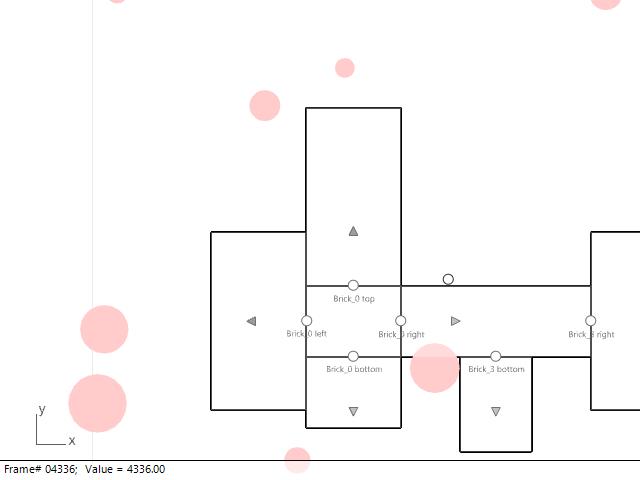 Brick_0 top
Brick_0 left
Brick_0 right
Brick_3 right
Brick_0 bottom
Brick_3 bottom
y
x
Frame# 04336; Value = 4336.00